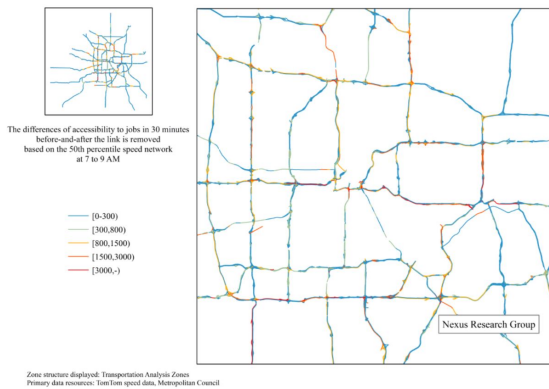 The differences of accessibility to jobs in 30 minutes
before-and-after the link is removed
based on the 50th percentile speed network
at 7 to 9 AM
[0-300)
[300,800)
[800,1500)
[1500,3000)
[3000,-)
Nexus Research Group
Zone structure displayed: Transportation Analysis Zones
Primary data resources: TomTom speed data, Metropolitan Council